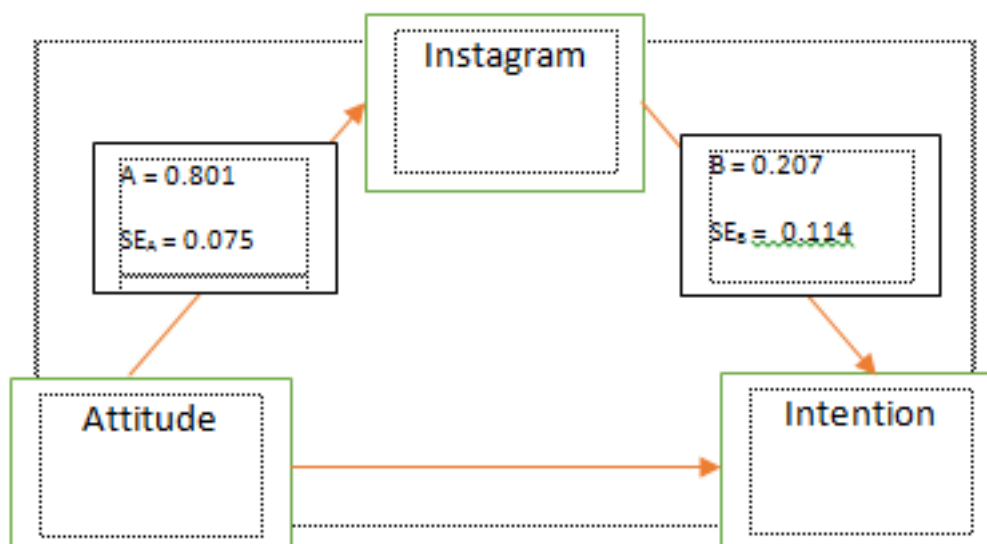 Instagram
A = 0.801
SEA = 0.075
B = 0.207
SEB = 0.114
Attitude
Intention